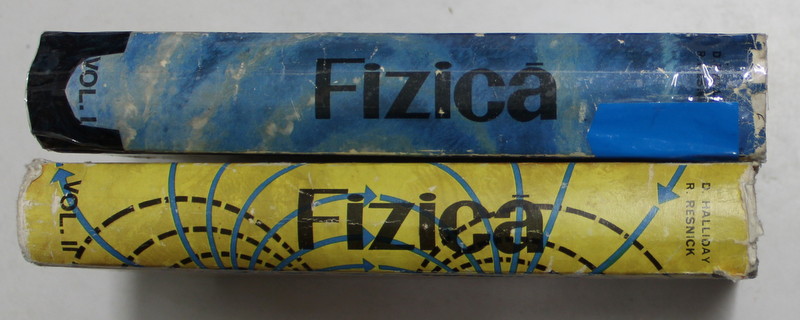 VOL. I
Fizică
D.
VOL. II
Fizică
D. HALLIDAY
R. RESNICK